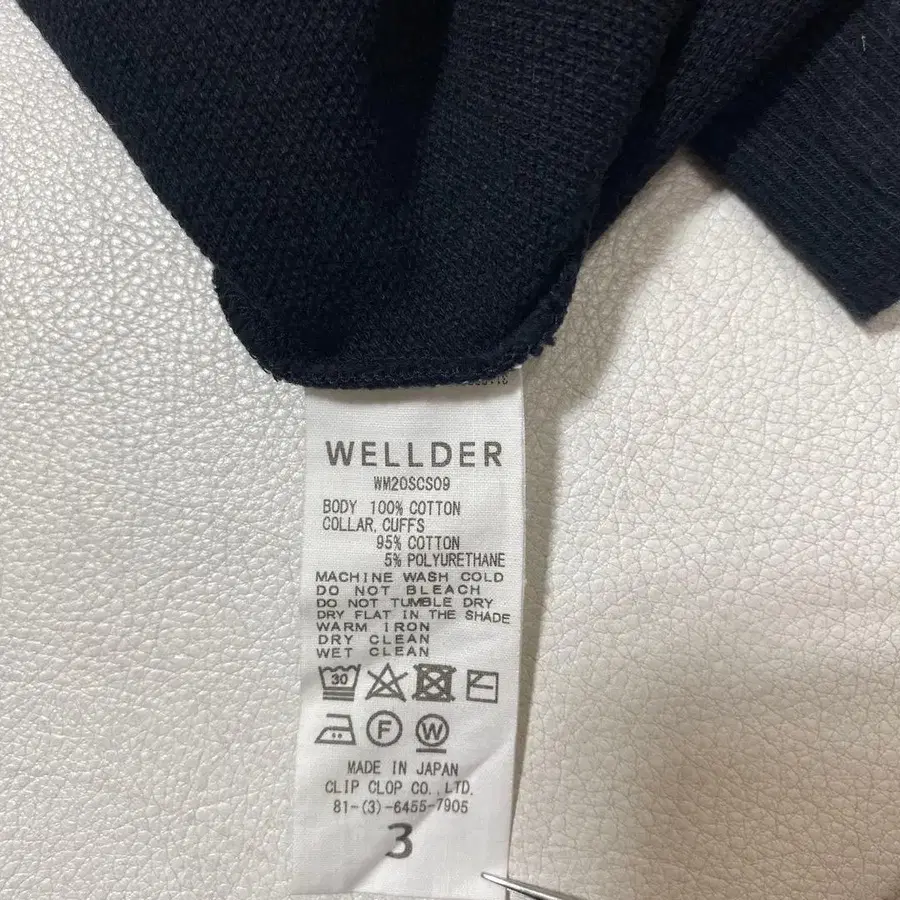 WELLDER
WM20SCS09
BODY 100% COTTON
COLLAR, CUFFS
95% COTTON
5% POLYURETHANE
MACHINE WASH COLD
DO NOT BLEACH
DO NOT TUMBLE DRY
DRY FLAT IN THE SHADE
WARM IRON
DRY CLEAN
WET CLEAN
30
F W
MADE IN JAPAN
CLIP CLOP CO.,LTD.
81-(3)-6455-7905
3